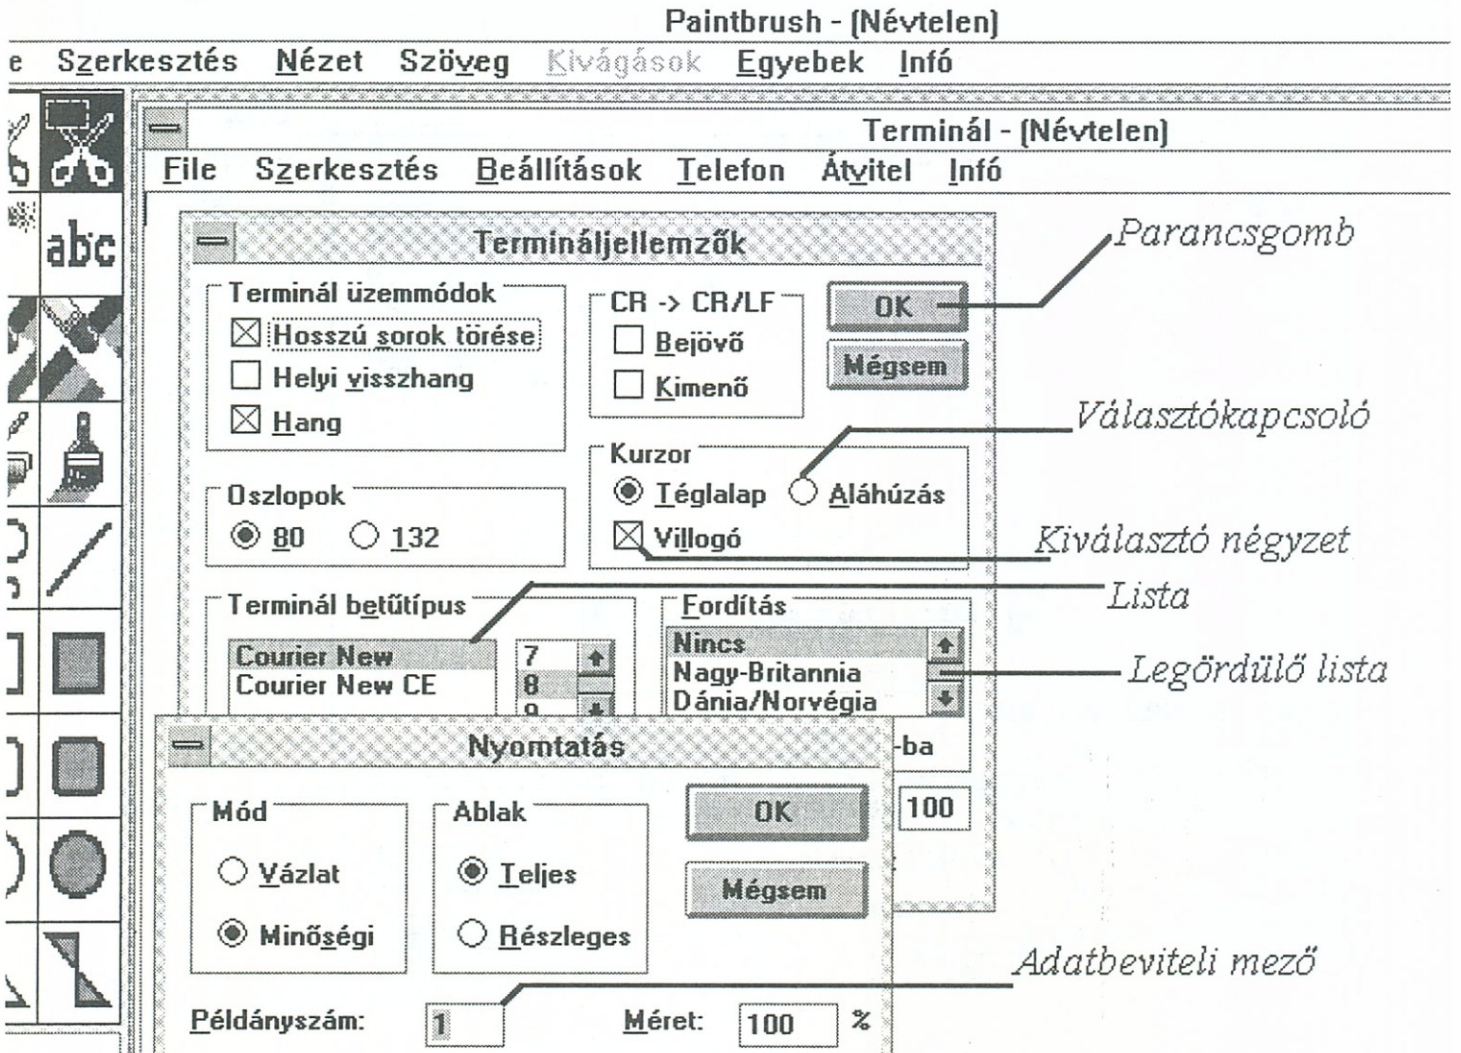 Paintbrush - (Névtelen)
e Szerkesztés Nézet Szöveg Kivágások Egyebek Infó
Terminál - (Névtelen)
File Szerkesztés Beállítások Telefon Átvitel Infó
abc
Termináljellemzők
Parancsgomb
Terminál üzemmódok
Hosszú sorok törése
Helyi visszhang
Hang
CR -> CR/LF
Bejövő
Kimenő
OK
Mégsem
Választókapcsoló
Oszlopok
80 132
Kurzor
Téglalap Aláhúzás
Villogó
Kiválasztó négyzet
Lista
Terminál betűtípus
Courier New
Courier New CE
7
8
9
Fordítás
Nincs
Nagy-Britannia
Dánia/Norvégia
Legördülő lista
-ba
100
Nyomtatás
Mód
Vázlat
Minőségi
Ablak
Teljes
Részleges
OK
Mégsem
Adatbeviteli mező
Példányszám: 1 Méret: 100 %